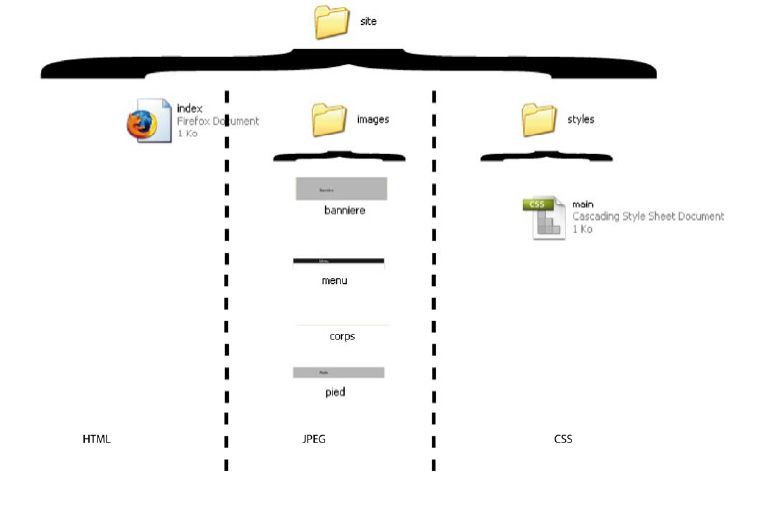 site
index
Firefox Document
1 Ko
images
styles
banniere
CSS
main
Cascading Style Sheet Document
1 Ko
menu
corps
pied
HTML
JPEG
CSS